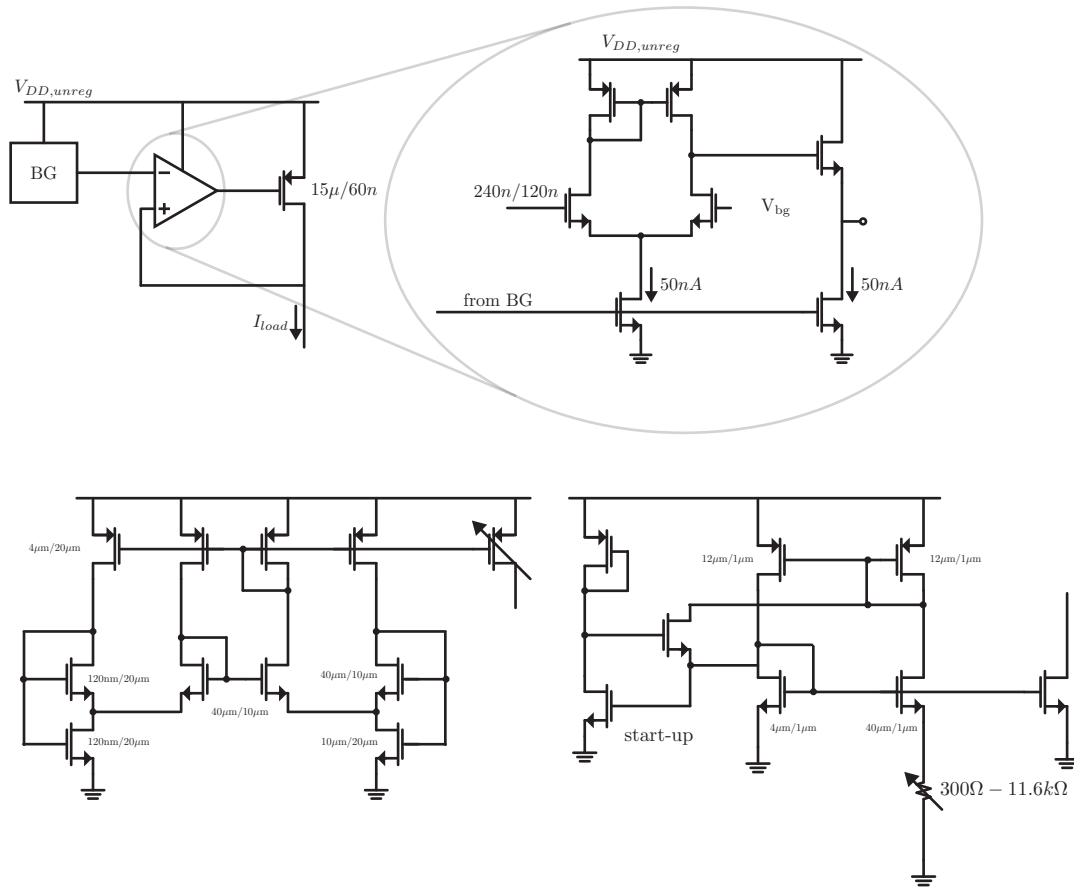 V_{DD,unreg}
BG
−
+
15μ/60n
I_{load}
V_{DD,unreg}
240n/120n
V_{bg}
50nA
50nA
from BG
4μm/20μm
120nm/20μm
40μm/10μm
40μm/10μm
120nm/20μm
10μm/20μm
12μm/1μm
12μm/1μm
start-up
4μm/1μm
40μm/1μm
300Ω − 11.6kΩ